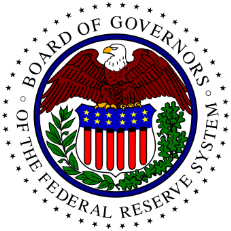 BOARD OF GOVERNORS
OF THE FEDERAL RESERVE SYSTEM